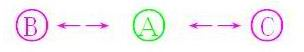 Ⓑ ←→ Ⓐ ←→ Ⓒ